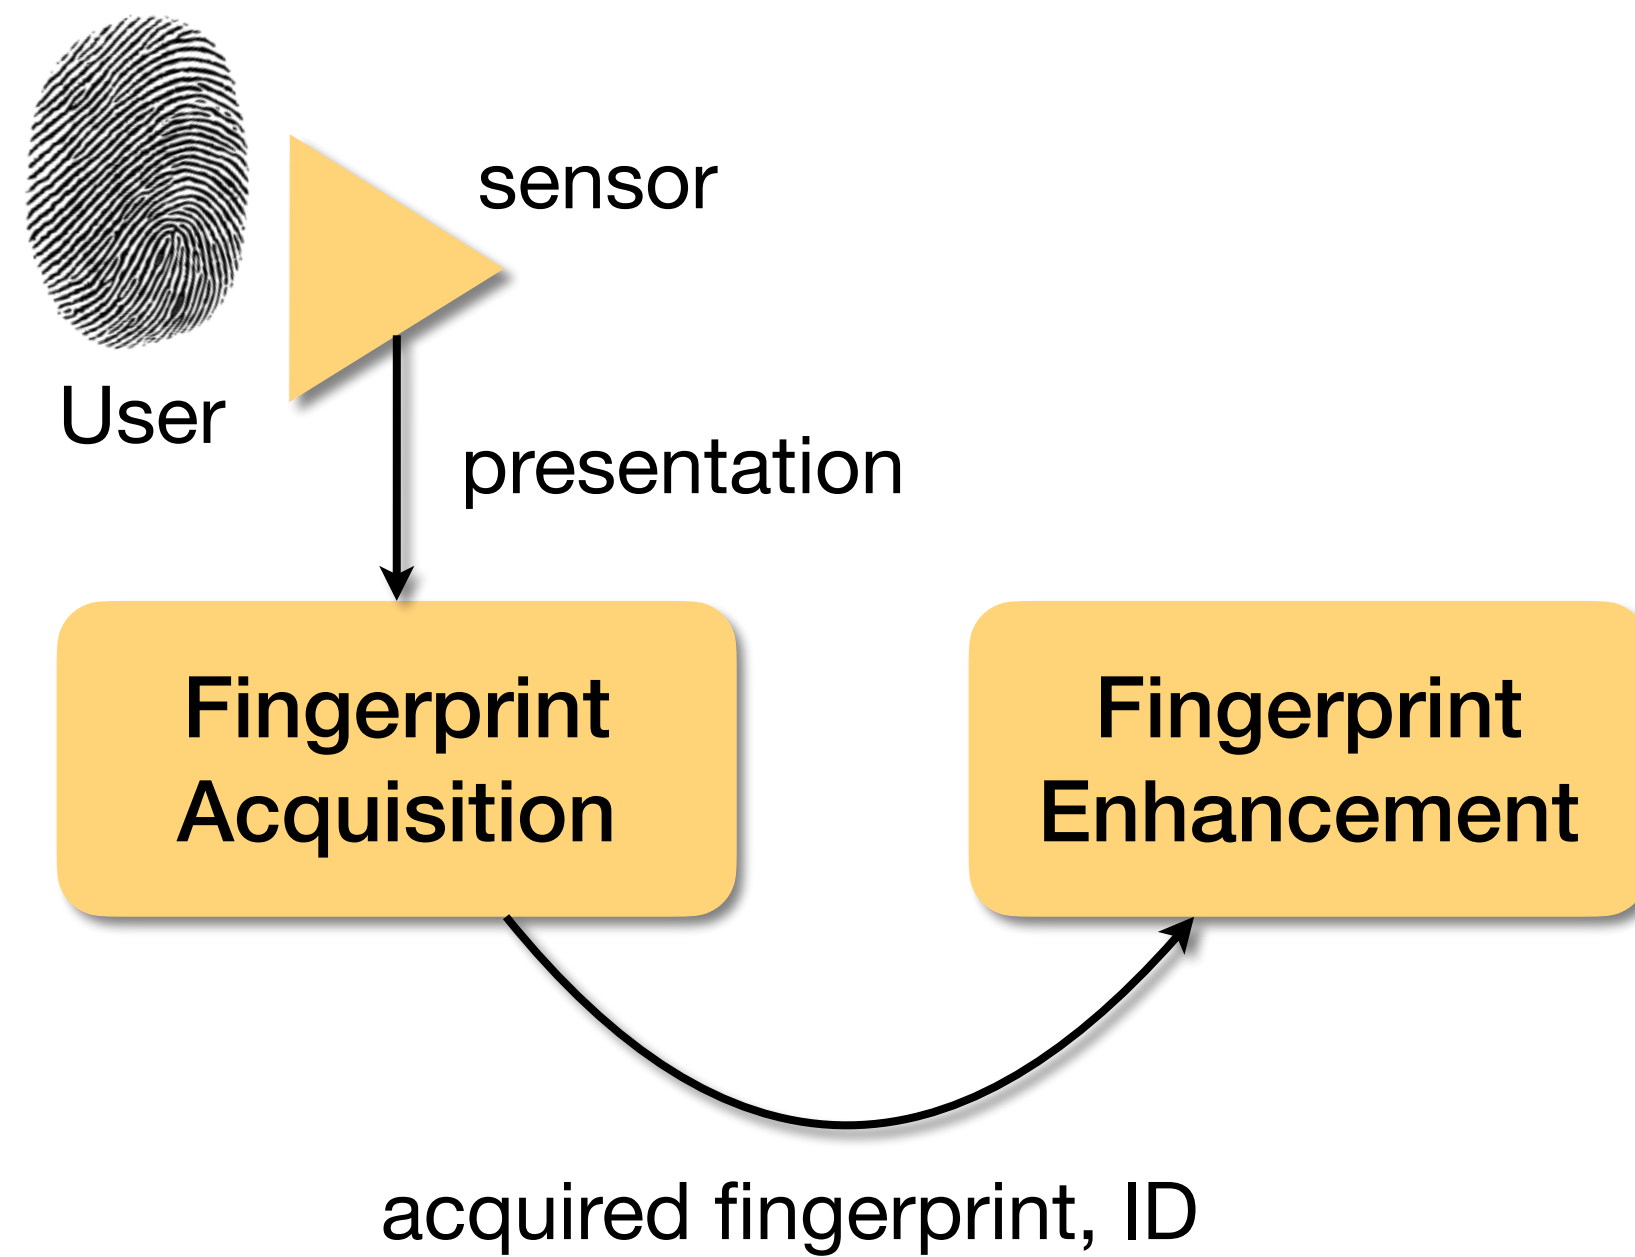 sensor
User
presentation
Fingerprint
Acquisition
Fingerprint
Enhancement
acquired fingerprint, ID